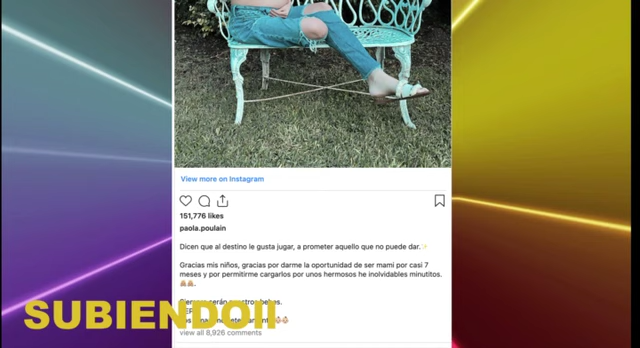 View more on Instagram
151,776 likes
paola.poulain
Dicen que al destino le gusta jugar, a prometer aquello que no puede dar.✨
Gracias mis niños, gracias por darme la oportunidad de ser mami por casi 7
meses y por permitirme cargarlos por unos hermosos he inolvidables minutitos.
serán
SUBIENDOII
view all 8,926 comments